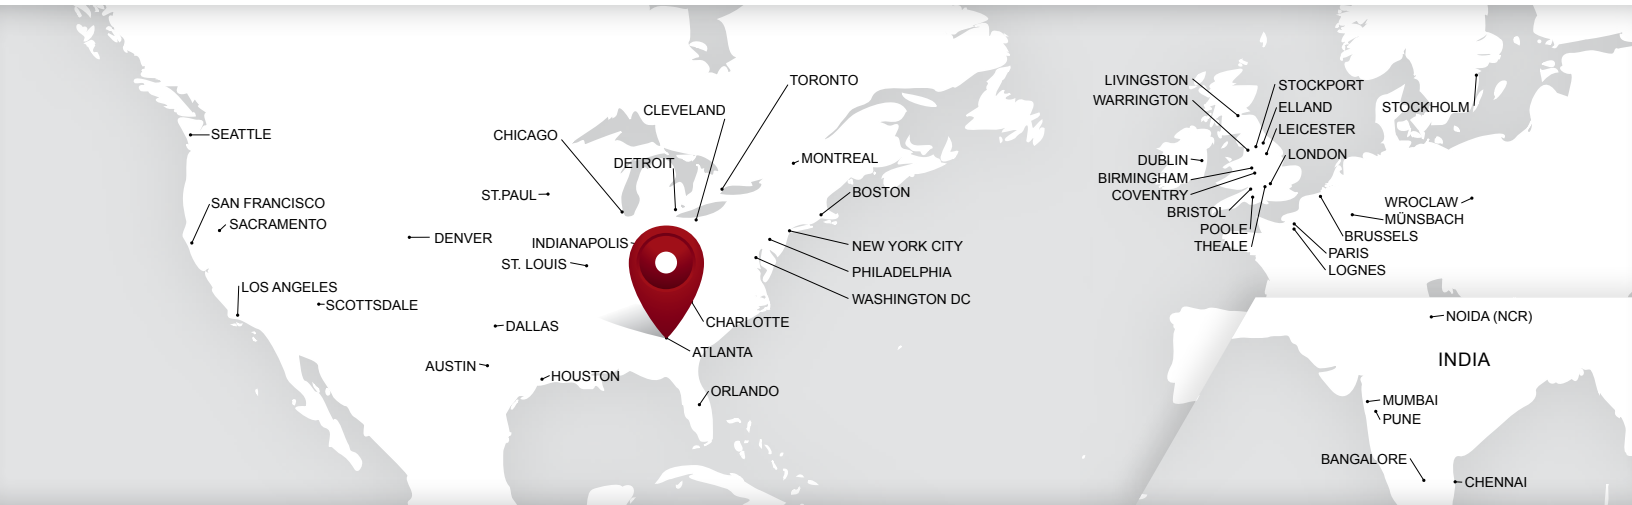 TORONTO
CLEVELAND
CHICAGO
SEATTLE
DETROIT
MONTREAL
ST.PAUL
BOSTON
SAN FRANCISCO
SACRAMENTO
DENVER
INDIANAPOLIS
NEW YORK CITY
ST. LOUIS
PHILADELPHIA
LOS ANGELES
SCOTTSDALE
WASHINGTON DC
DALLAS
CHARLOTTE
ATLANTA
AUSTIN
HOUSTON
ORLANDO
LIVINGSTON
STOCKPORT
WARRINGTON
ELLAND
STOCKHOLM
LEICESTER
LONDON
DUBLIN
BIRMINGHAM
COVENTRY
BRISTOL
POOLE
THEALE
WROCLAW
MÜNSBACH
BRUSSELS
PARIS
LOGNES
NOIDA (NCR)
INDIA
MUMBAI
PUNE
BANGALORE
CHENNAI